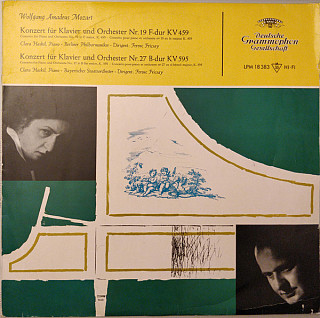 Wolfgang Amadeus Mozart
Konzert für Klavier und Orchester Nr. 19 F-dur KV 459
Clara Haskil, Piano - Berliner Philharmoniker - Dirigent: Ferenc Fricsay
Konzert für Klavier und Orchester Nr. 27 B-dur KV 595
Clara Haskil, Piano - Bayerisches Staatsorchester - Dirigent: Ferenc Fricsay
Deutsche
Grammophon
Gesellschaft
LPM 18 383
HI-FI